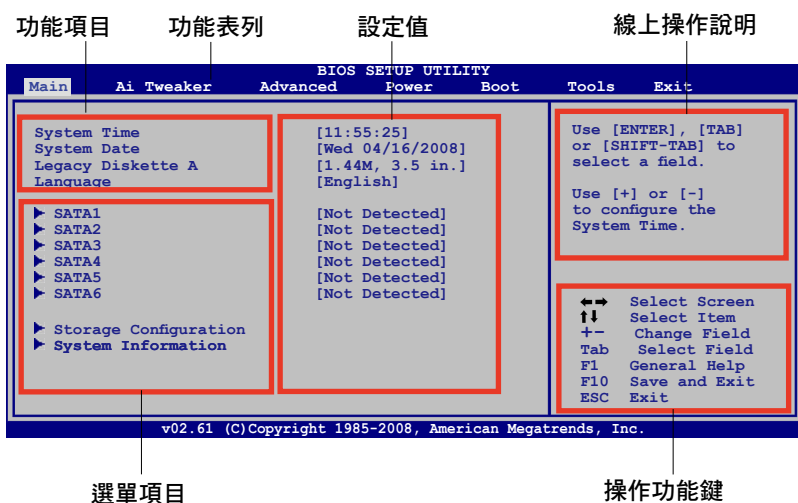 功能項目 功能表列 設定值 線上操作說明
BIOS SETUP UTILITY
Main Ai Tweaker Advanced Power Boot Tools Exit
System Time [11:55:25]
System Date [Wed 04/16/2008]
Legacy Diskette A [1.44M, 3.5 in.]
Language [English]
SATA1 [Not Detected]
SATA2 [Not Detected]
SATA3 [Not Detected]
SATA4 [Not Detected]
SATA5 [Not Detected]
SATA6 [Not Detected]
Storage Configuration
System Information
Use [ENTER], [TAB]
or [SHIFT-TAB] to
select a field.
Use [+] or [-]
to configure the
System Time.
←→ Select Screen
↑↓ Select Item
+- Change Field
Tab Select Field
F1 General Help
F10 Save and Exit
ESC Exit
v02.61 (C)Copyright 1985-2008, American Megatrends, Inc.
選單項目 操作功能鍵